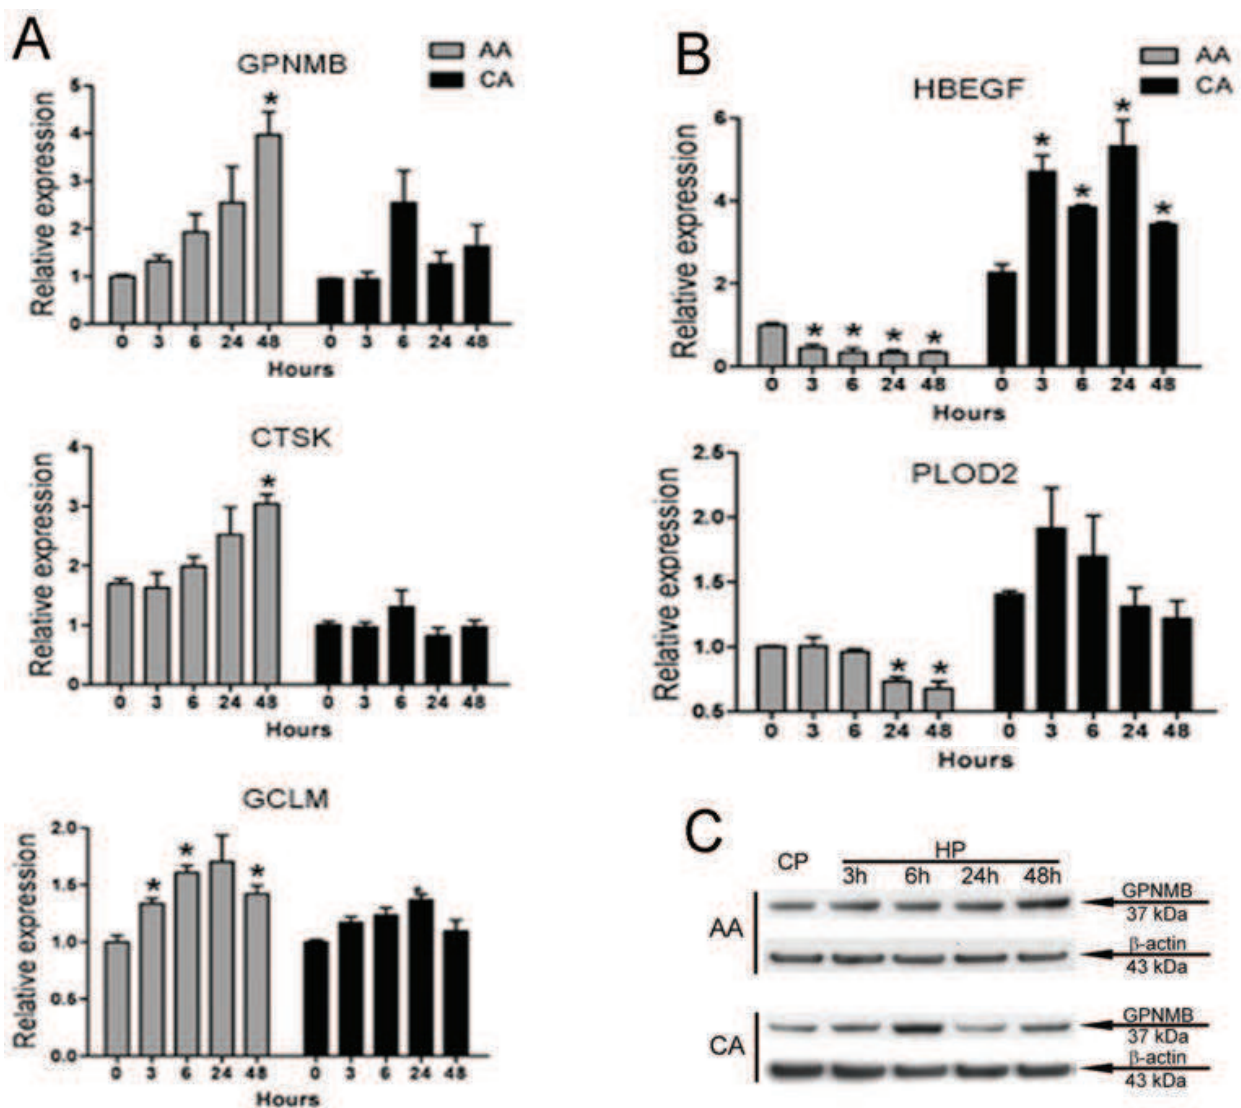 A
GPNMB
AA
CA
Relative expression
5
4
3
2
1
0
0 3 6 24 48 0 3 6 24 48
Hours
*
CTSK
Relative expression
4
3
2
1
0
0 3 6 24 48 0 3 6 24 48
Hours
*
GCLM
Relative expression
2.0
1.5
1.0
0.5
0.0
0 3 6 24 48 0 3 6 24 48
Hours
* * * *
B
HBEGF
AA
CA
Relative expression
6
4
2
0
0 3 6 24 48 0 3 6 24 48
Hours
* * * * * * * *
PLOD2
Relative expression
2.5
2.0
1.5
1.0
0.5
0 3 6 24 48 0 3 6 24 48
Hours
* *
C
CP
HP
3h 6h 24h 48h
AA
GPNMB
37 kDa
β-actin
43 kDa
CA
GPNMB
37 kDa
β-actin
43 kDa